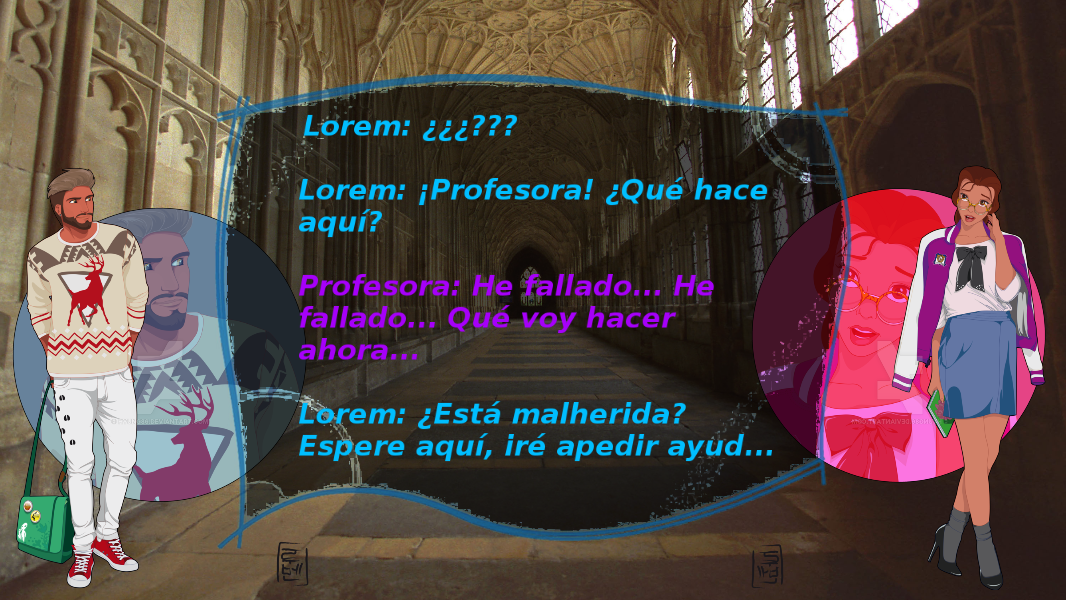 Lorem: ¿¿¿???
Lorem: ¡Profesora! ¿Qué hace
aquí?
Profesora: He fallado... He
fallado... Qué voy hacer
ahora...
Lorem: ¿Está malherida?
Espere aquí, iré apedir ayud...